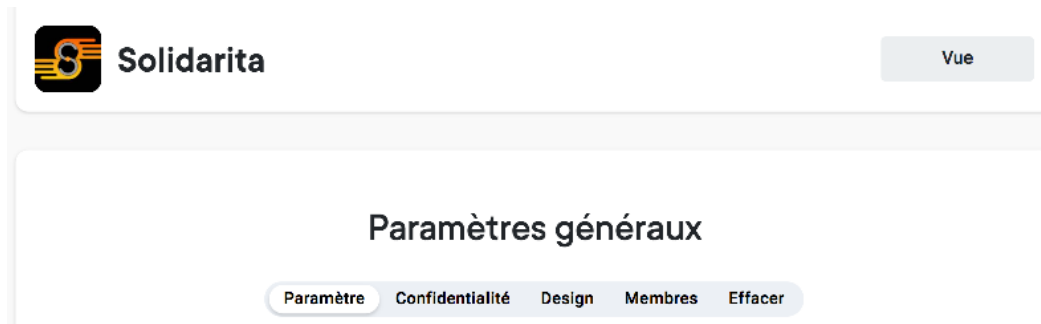 Solidarita
Vue
Paramètres généraux
Paramètre Confidentialité Design Membres Effacer